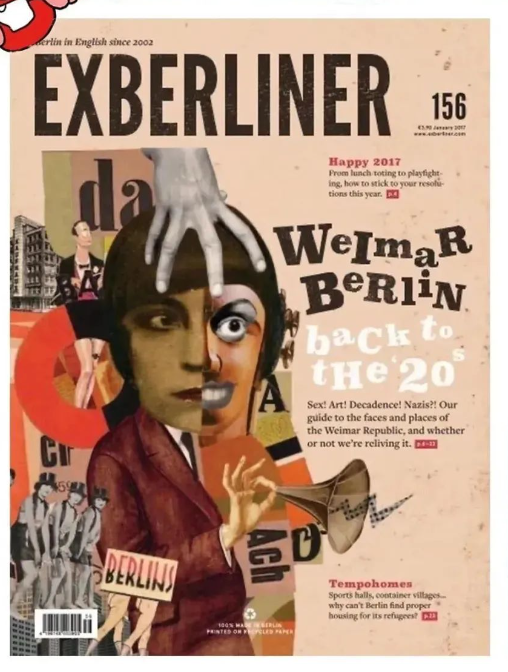 Berlin in English since 2002
EXBERLINER
156
€3,90 January 2017
www.exberliner.com
Happy 2017
From lunch-toting to playfight-
ing, how to stick to your resolu-
tions this year. p.4
WeImaR
BeRliN
back to
tHe '20s
Sex! Art! Decadence! Nazis?! Our
guide to the faces and places of
the Weimar Republic, and whether
or not we're reliving it.
da
BA
A
Cr
59
Ach
D
BERLINS
Tempohomes
Sports halls, container villages...
why can't Berlin find proper
housing for its refugees?
100% MADE IN BERLIN
PRINTED ON RECYCLED PAPER